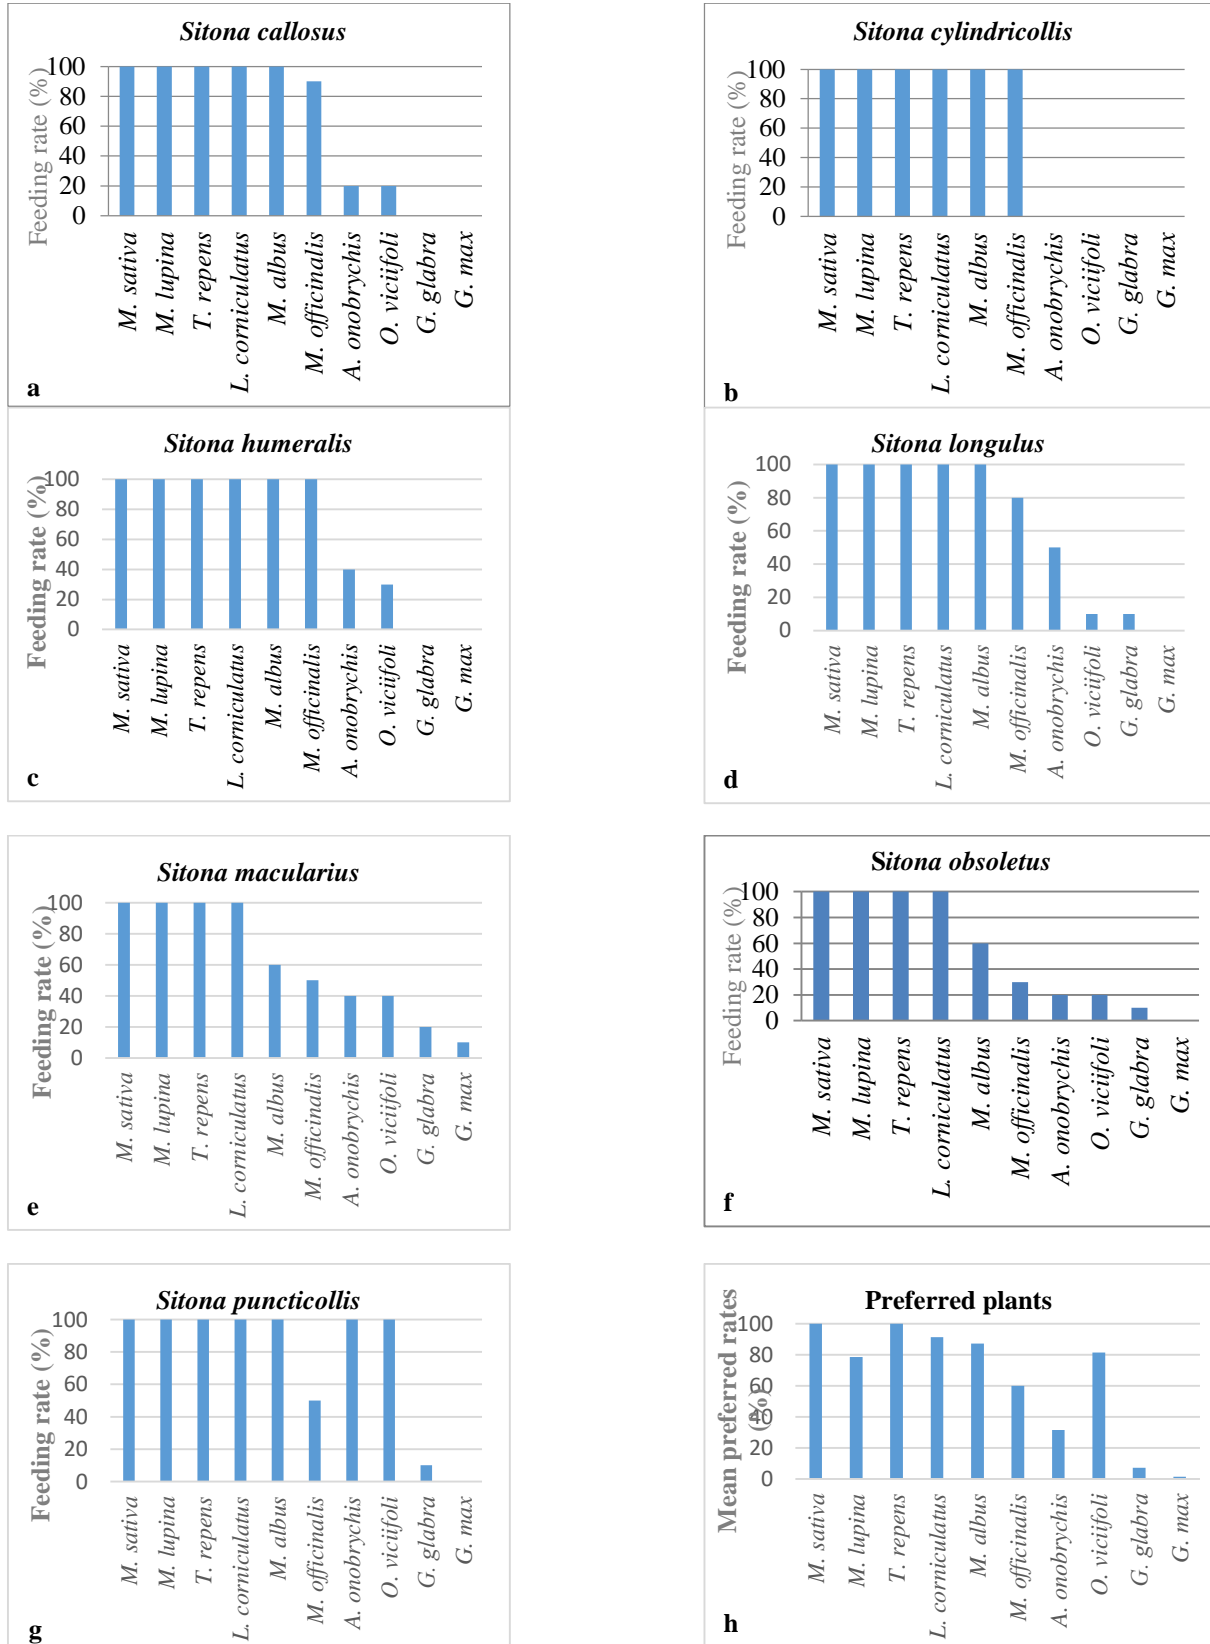 Sitona callosus
Feeding rate (%)
100
80
60
40
20
0
M. sativa
M. lupina
T. repens
L. corniculatus
M. albus
M. officinalis
A. onobrychis
O. viciifoli
G. glabra
G. max
a
Sitona cylindricollis
Feeding rate (%)
100
80
60
40
20
0
M. sativa
M. lupina
T. repens
L. corniculatus
M. albus
M. officinalis
A. onobrychis
O. viciifoli
G. glabra
G. max
b
Sitona humeralis
Feeding rate (%)
100
80
60
40
20
0
M. sativa
M. lupina
T. repens
L. corniculatus
M. albus
M. officinalis
A. onobrychis
O. viciifoli
G. glabra
G. max
c
Sitona longulus
Feeding rate (%)
100
80
60
40
20
0
M. sativa
M. lupina
T. repens
L. corniculatus
M. albus
M. officinalis
A. onobrychis
O. viciifoli
G. glabra
G. max
d
Sitona macularius
Feeding rate (%)
100
80
60
40
20
0
M. sativa
M. lupina
T. repens
L. corniculatus
M. albus
M. officinalis
A. onobrychis
O. viciifoli
G. glabra
G. max
e
Sitona obsoletus
Feeding rate (%)
100
80
60
40
20
0
M. sativa
M. lupina
T. repens
L. corniculatus
M. albus
M. officinalis
A. onobrychis
O. viciifoli
G. glabra
G. max
f
Sitona puncticollis
Feeding rate (%)
100
80
60
40
20
0
M. sativa
M. lupina
T. repens
L. corniculatus
M. albus
M. officinalis
A. onobrychis
O. viciifoli
G. glabra
G. max
g
Preferred plants
Mean preferred rates
(%)
100
80
60
40
20
0
M. sativa
M. lupina
T. repens
L. corniculatus
M. albus
M. officinalis
A. onobrychis
O. viciifoli
G. glabra
G. max
h